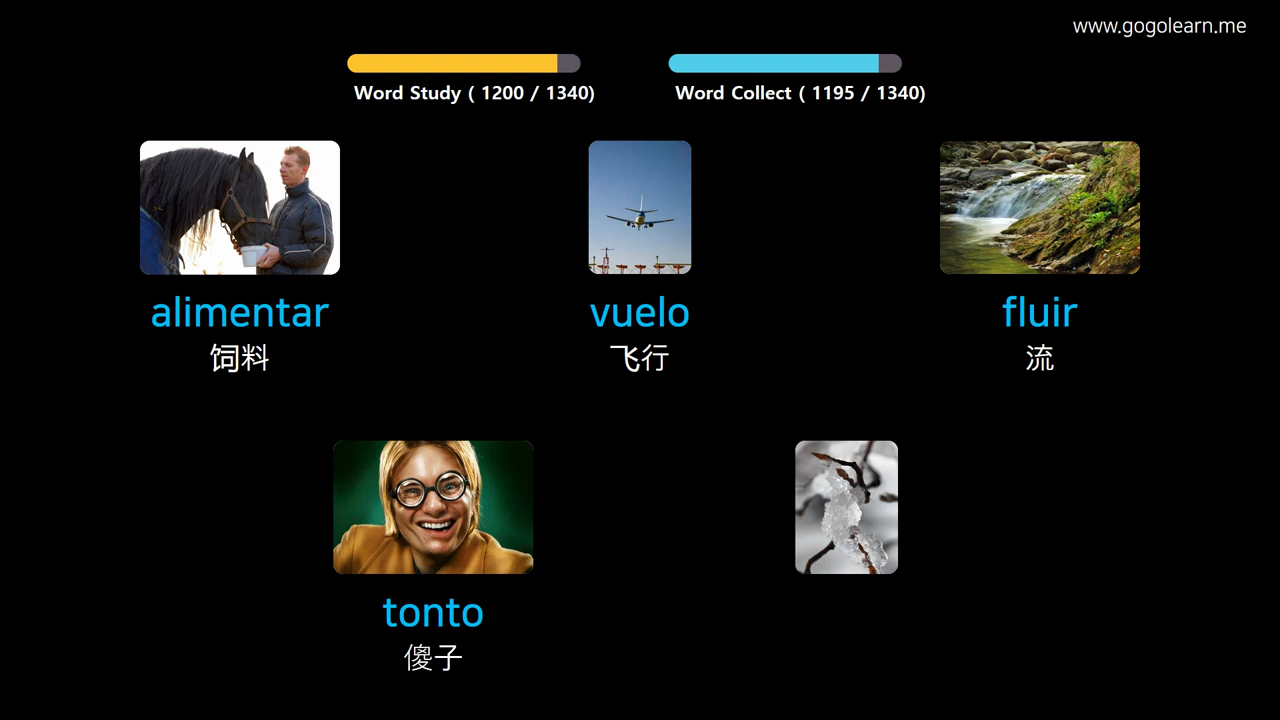 www.gogolearn.me
Word Study ( 1200 / 1340)
Word Collect ( 1195 / 1340)
alimentar
饲料
vuelo
飞行
fluir
流
tonto
傻子